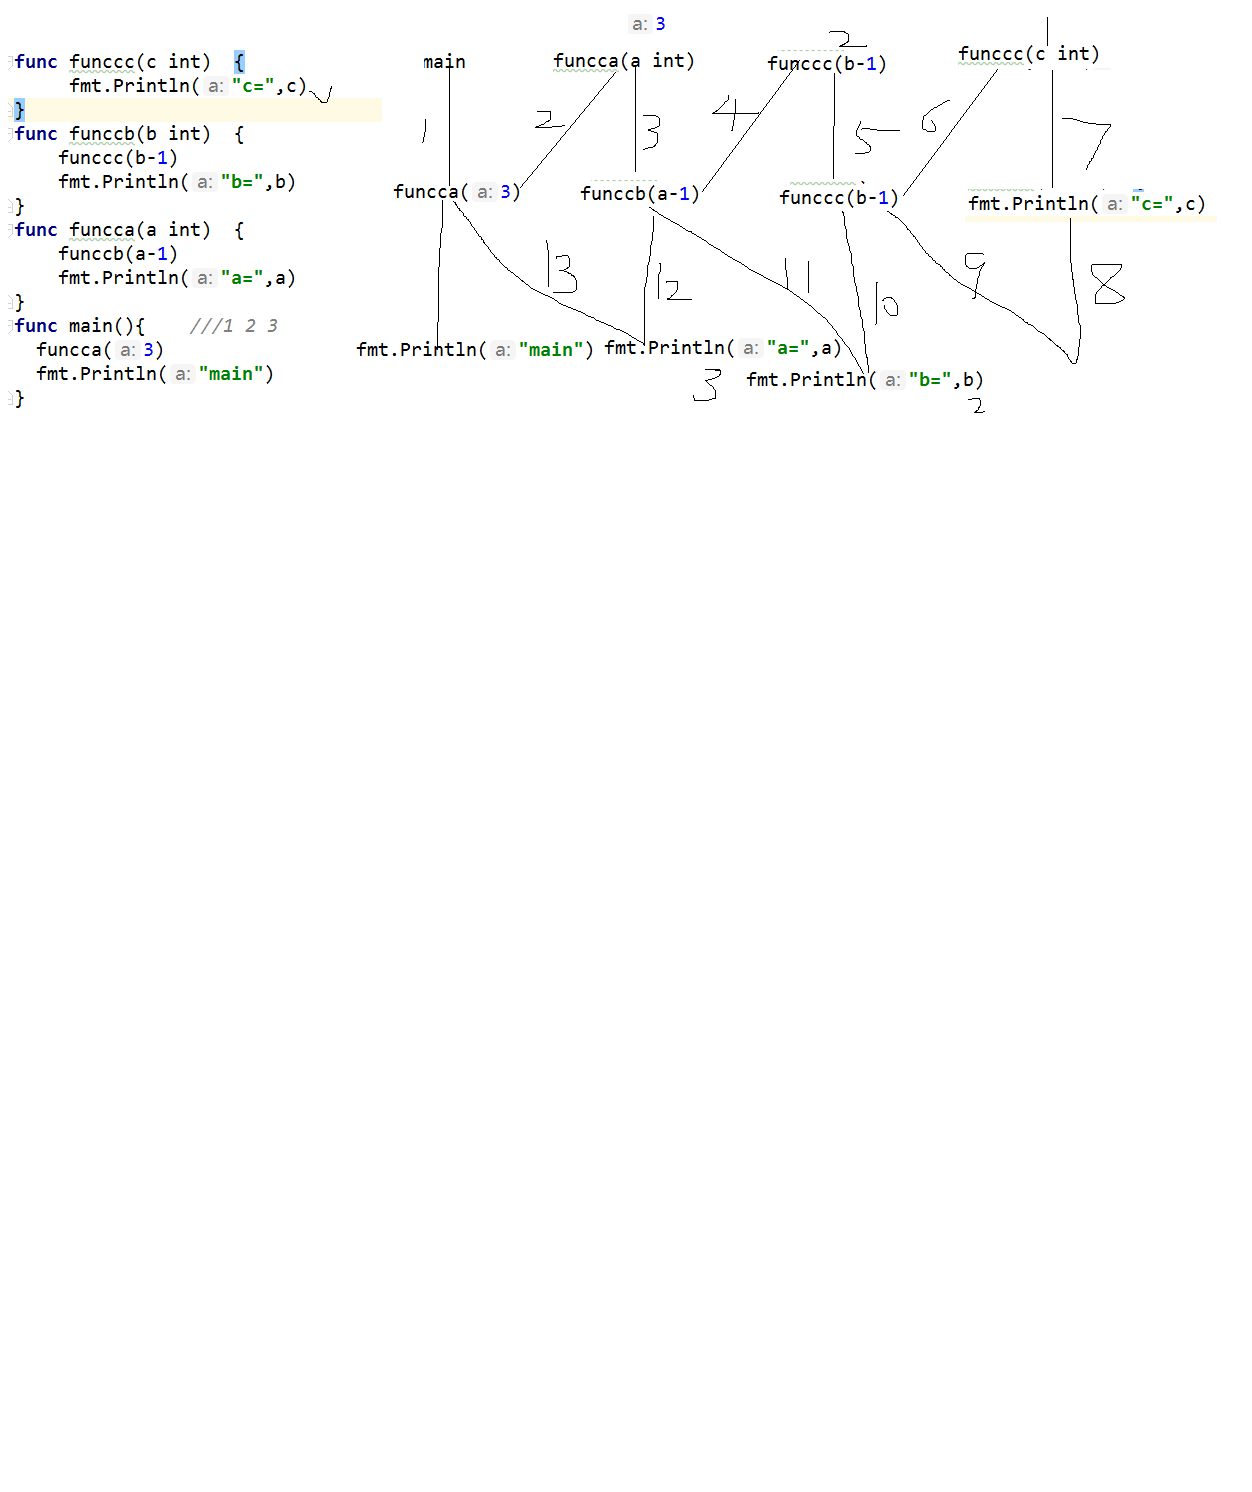 func funccc(c int) {
fmt.Println( a: "c=",c)
}
func funccb(b int) {
funccc(b-1)
fmt.Println( a: "b=",b)
}
func funcca(a int) {
funccb(a-1)
fmt.Println( a: "a=",a)
}
func main(){ ///1 2 3
funcca( a: 3)
fmt.Println( a: "main")
}
a: 3
main
funcca(a int)
2
funccc(b-1)
1
funccc(c int)
1
2
3
4
5
6
7
funcca( a: 3)
funccb(a-1)
funccc(b-1)
fmt.Println( a: "c=",c)
13
12
11
10
9
8
fmt.Println( a: "main")
fmt.Println( a: "a=",a)
3
fmt.Println( a: "b=",b)
2